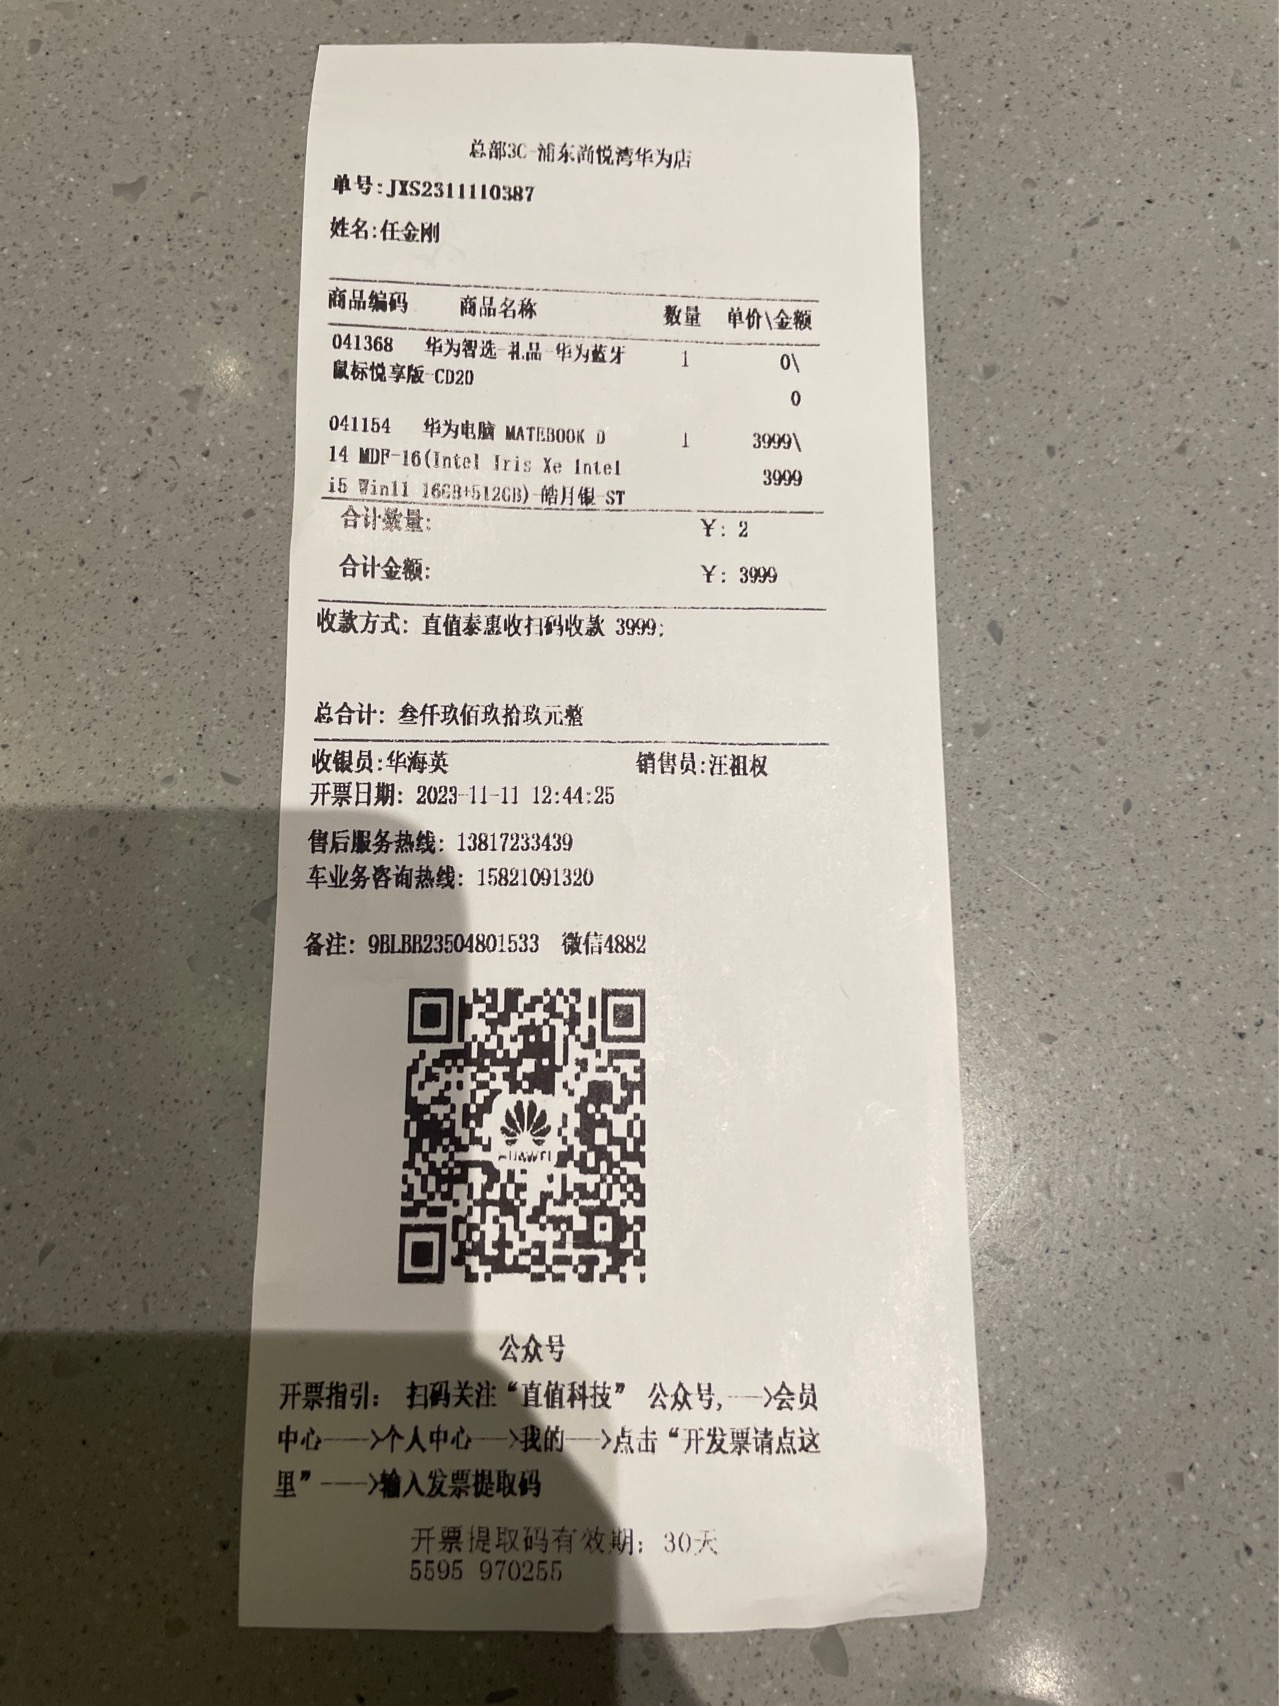 总部3C-浦东尚悦湾华为店
单号:JXS2311110387
姓名:任金刚
商品编码 商品名称 数量 单价\金额
041368 华为智选-礼品-华为蓝牙 1 0\
鼠标悦享版-CD20 0
041154 华为电脑 MATEBOOK D 1 3999\
14 MDF-16(Intel Iris Xe Intel 3999
i5 Win11 16GB+512GB)-皓月银-ST
合计数量: ¥: 2
合计金额: ¥: 3999
收款方式: 直值泰惠收扫码收款 3999;
总合计: 叁仟玖佰玖拾玖元整
收银员:华海英 销售员:汪祖权
开票日期: 2023-11-11 12:44:25
售后服务热线: 13817233439
车业务咨询热线: 15821091320
备注: 9BLBB23504801533 微信4882
HUAWEI
公众号
开票指引: 扫码关注“直值科技” 公众号,--->会员
中心---->个人中心--->我的--->点击“开发票请点这
里” ---->输入发票提取码
开票提取码有效期: 30天
5595 970255